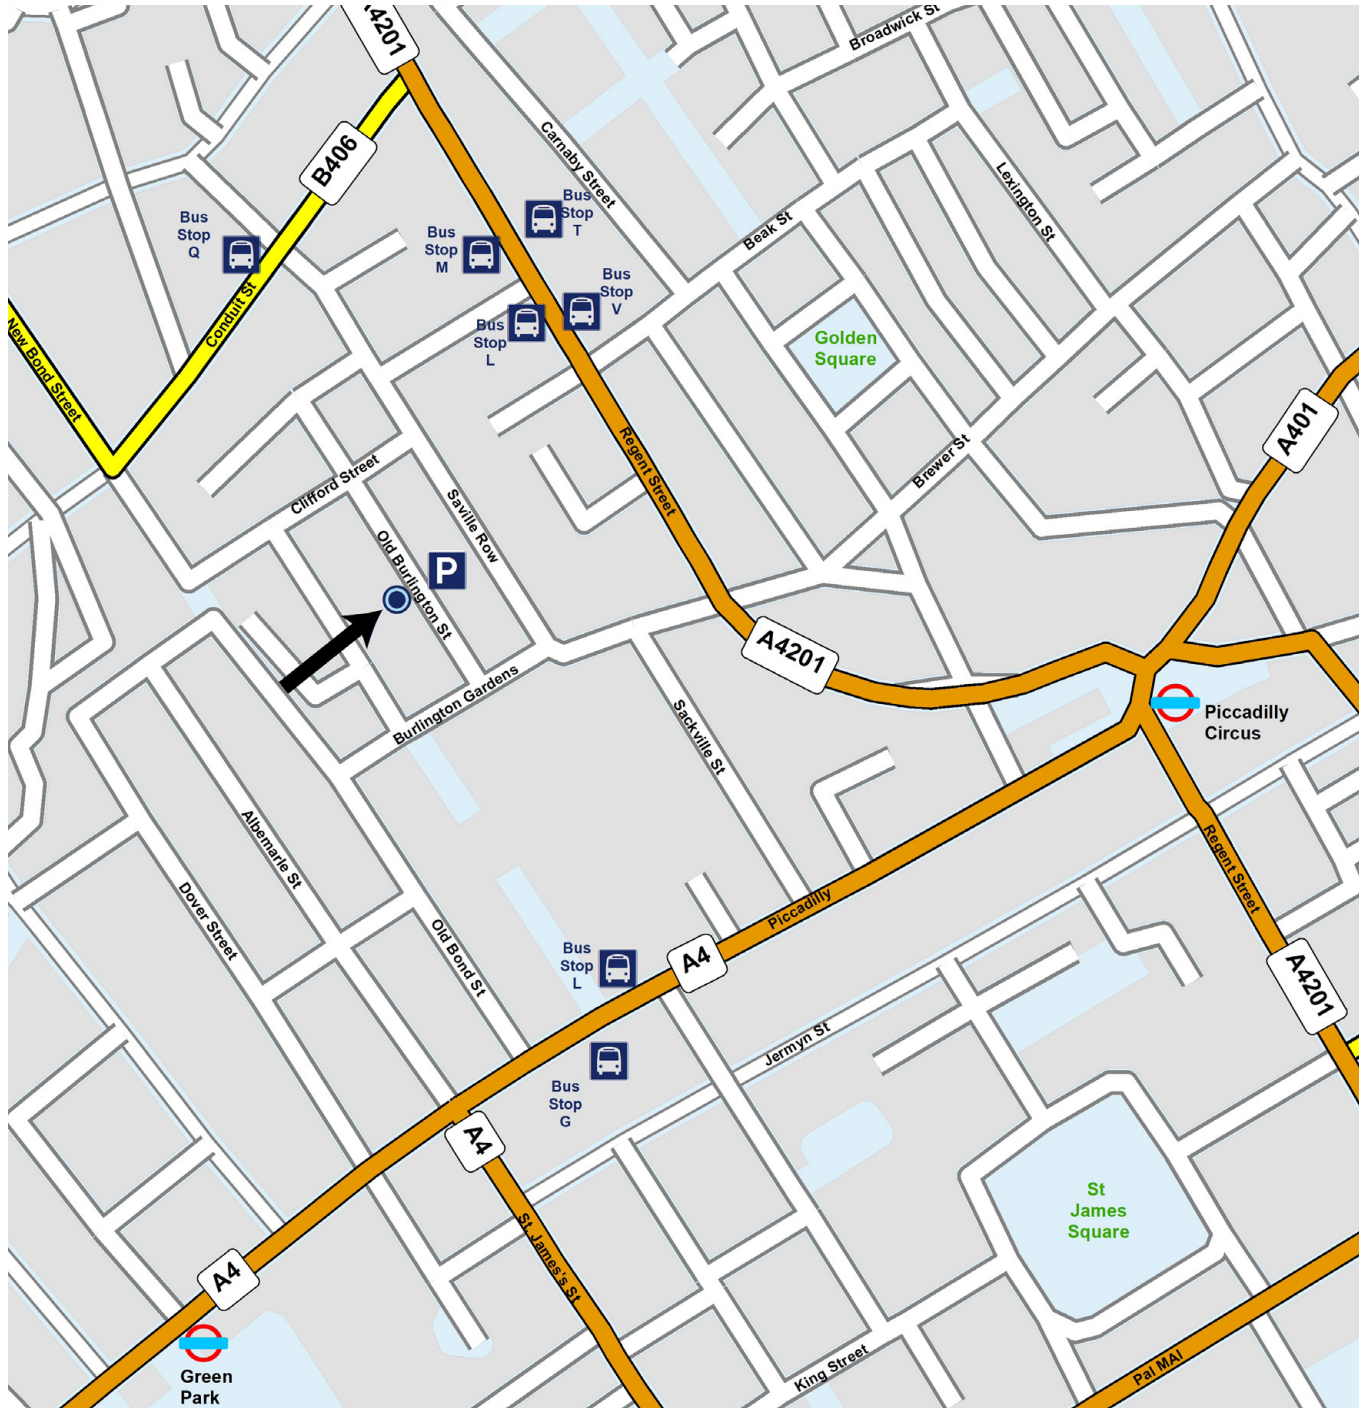 A4201
Broadwick St
B406
Carnaby Street
Lexington St
Bus
Stop
T
Bus
Stop
Q
Bus
Stop
M
Beak St
Bus
Stop
V
Conduit St
New Bond Street
Bus
Stop
L
Golden
Square
A401
Regent Street
Brewer St
Clifford Street
Saville Row
Old Burlington St
P
A4201
Burlington Gardens
Sackville St
Piccadilly
Circus
Albemarle St
Dover Street
Old Bond St
Piccadilly
Regent Street
Bus
Stop
L
A4
A4201
Jermyn St
Bus
Stop
G
A4
St
James
Square
St. James's St
A4
Green
Park
King Street
Pal MAl